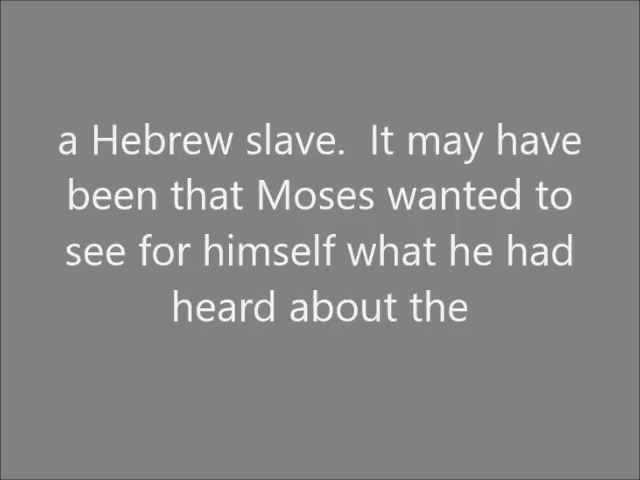 a Hebrew slave.  It may have
been that Moses wanted to
see for himself what he had
heard about the